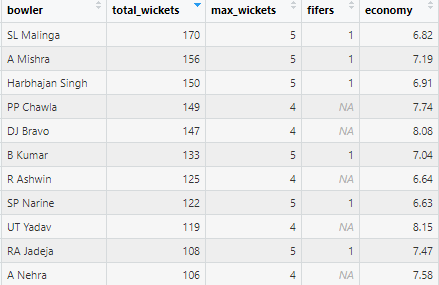 bowler total_wickets max_wickets fifers economy
SL Malinga 170 5 1 6.82
A Mishra 156 5 1 7.19
Harbhajan Singh 150 5 1 6.91
PP Chawla 149 4 NA 7.74
DJ Bravo 147 4 NA 8.08
B Kumar 133 5 1 7.04
R Ashwin 125 4 NA 6.64
SP Narine 122 5 1 6.63
UT Yadav 119 4 NA 8.15
RA Jadeja 108 5 1 7.47
A Nehra 106 4 NA 7.58